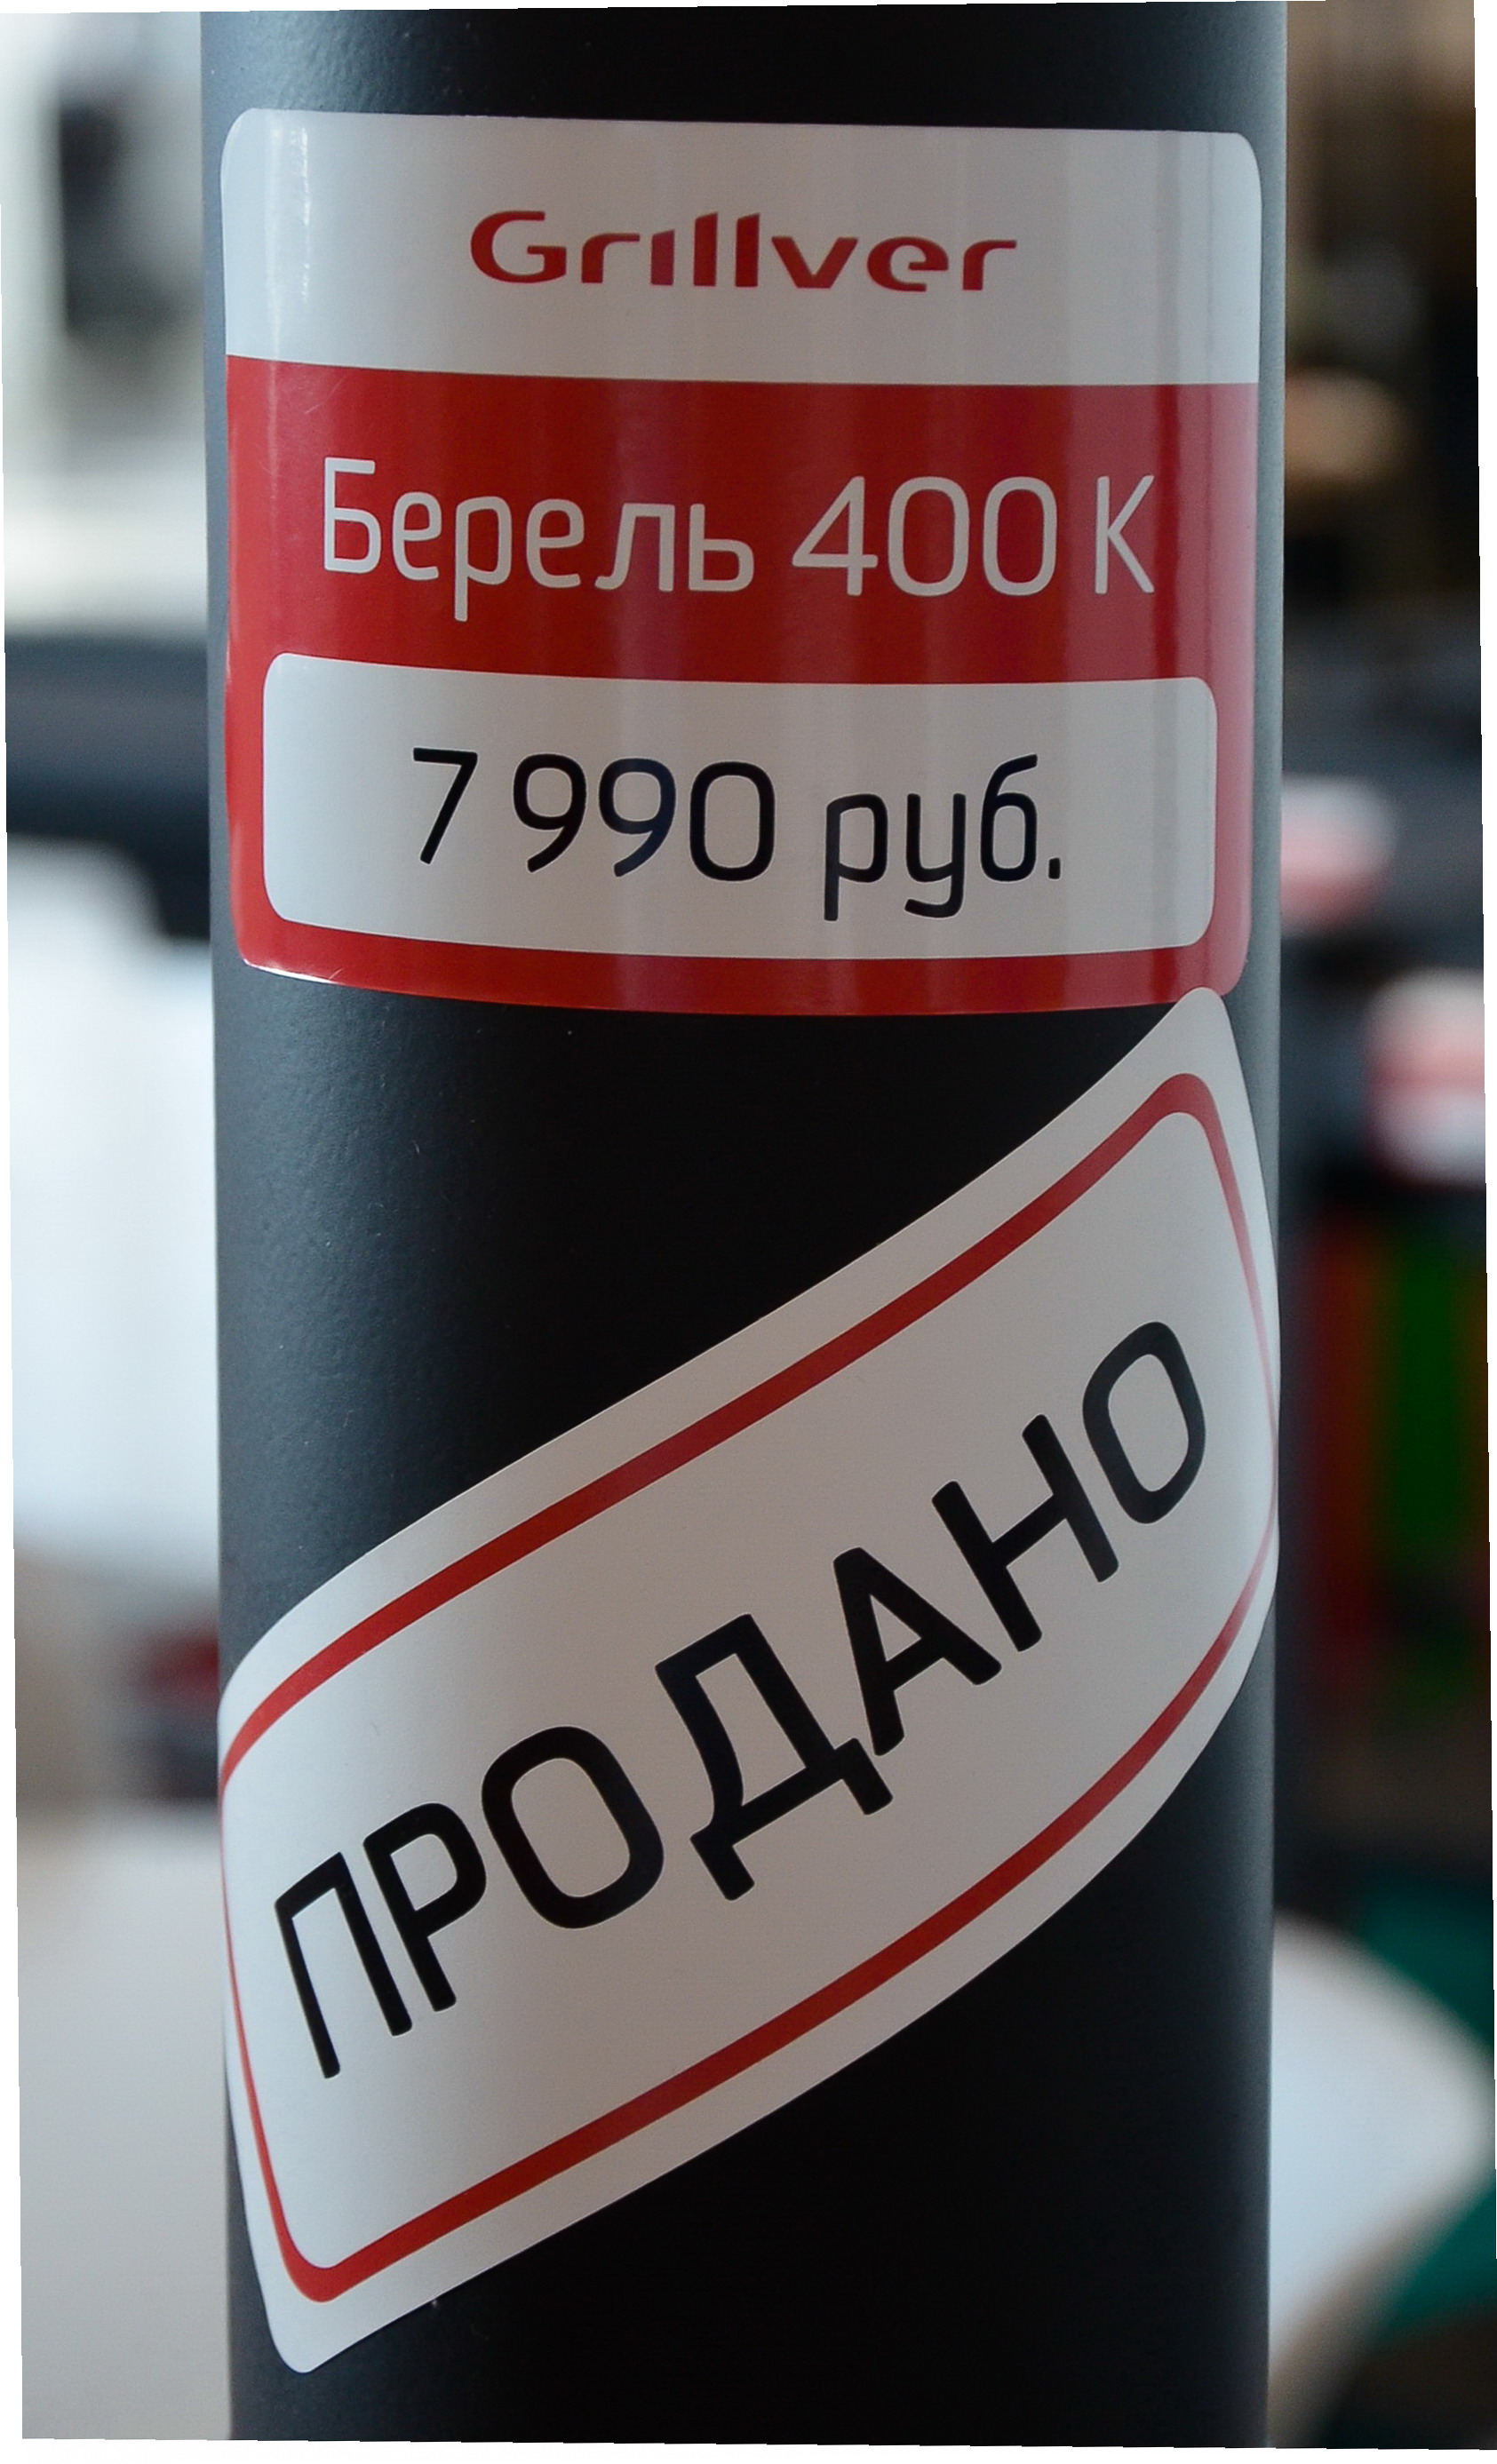 Grillver
Берель 400 К
7 990 руб.
ПРОДАНО